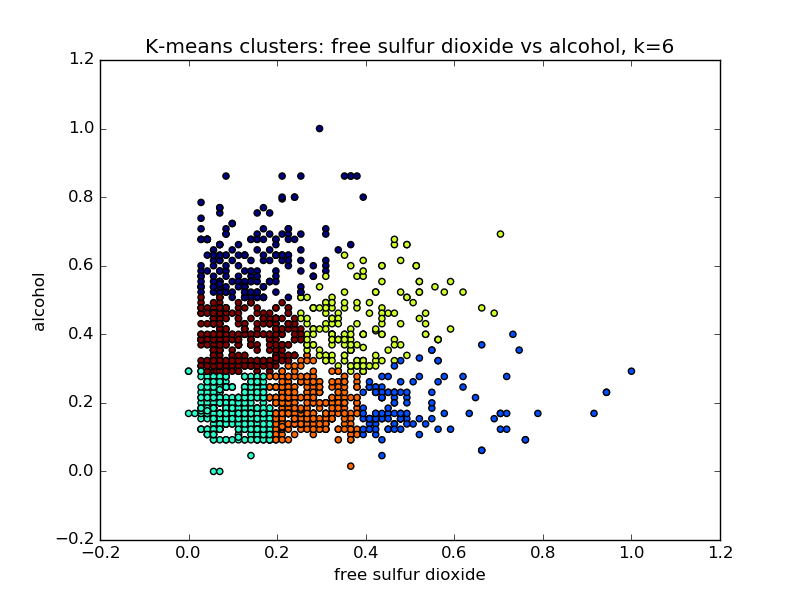 K-means clusters: free sulfur dioxide vs alcohol, k=6
1.2
1.0
0.8
0.6
0.4
0.2
0.0
−0.2
alcohol
−0.2 0.0 0.2 0.4 0.6 0.8 1.0 1.2
free sulfur dioxide